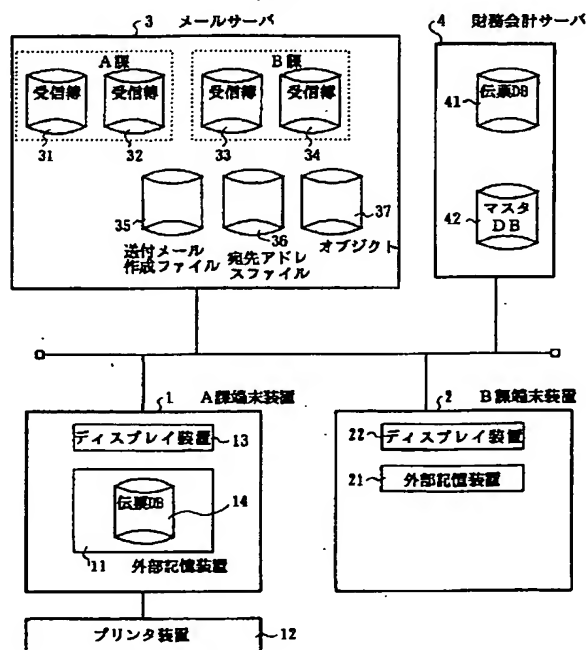 3 メールサーバ
4 財務会計サーバ
A課
B課
受信簿
受信簿
受信簿
受信簿
31
32
33
34
伝票DB
41
マスタ
DB
42
35
36
37
送付メール
作成ファイル
宛先アドレ
スファイル
オブジェクト
1 A課端末装置
2 B課端末装置
ディスプレイ装置
13
伝票DB
14
11
外部記憶装置
22
ディスプレイ装置
21
外部記憶装置
プリンタ装置
12